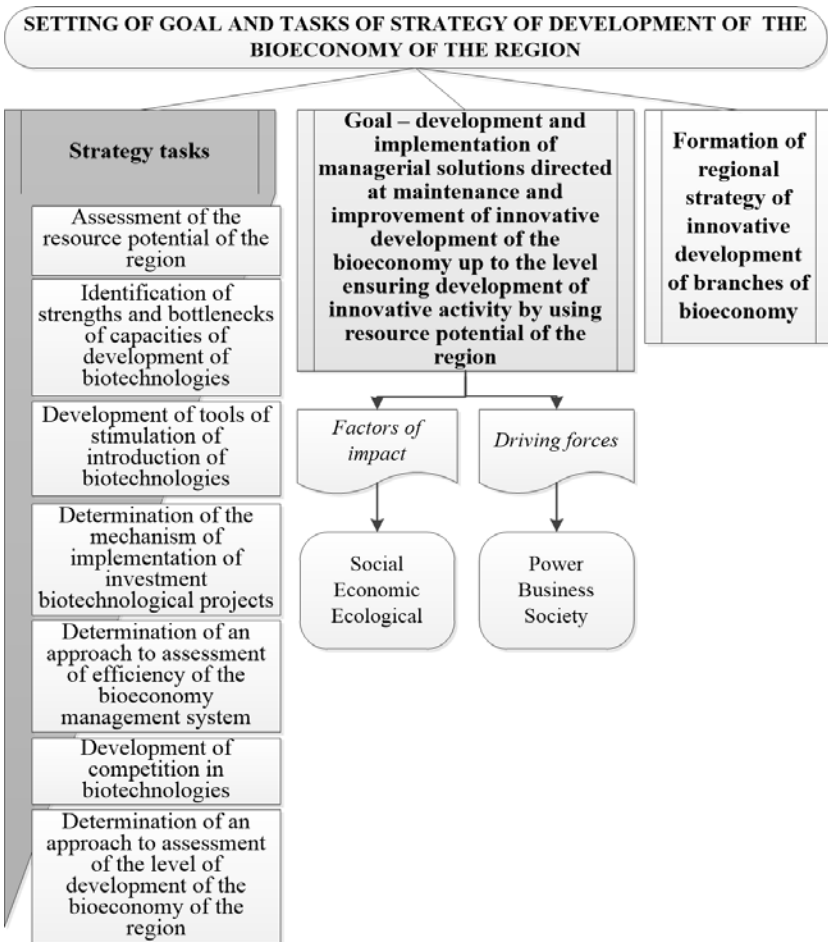 SETTING OF GOAL AND TASKS OF STRATEGY OF DEVELOPMENT OF THE
BIOECONOMY OF THE REGION
Strategy tasks
Assessment of the
resource potential of the
region
Identification of
strengths and bottlenecks
of capacities of
development of
biotechnologies
Development of tools of
stimulation of
introduction of
biotechnologies
Determination of the
mechanism of
implementation of
investment
biotechnological projects
Determination of an
approach to assessment
of efficiency of the
bioeconomy
management system
Development of
competition in
biotechnologies
Determination of an
approach to assessment
of the level of
development of the
bioeconomy of the
region
Goal – development and
implementation of
managerial solutions directed
at maintenance and
improvement of innovative
development of the
bioeconomy up to the level
ensuring development of
innovative activity by using
resource potential of the
region
Factors of
impact
Social
Economic
Ecological
Driving forces
Power
Business
Society
Formation of
regional
strategy of
innovative
development
of branches of
bioeconomy